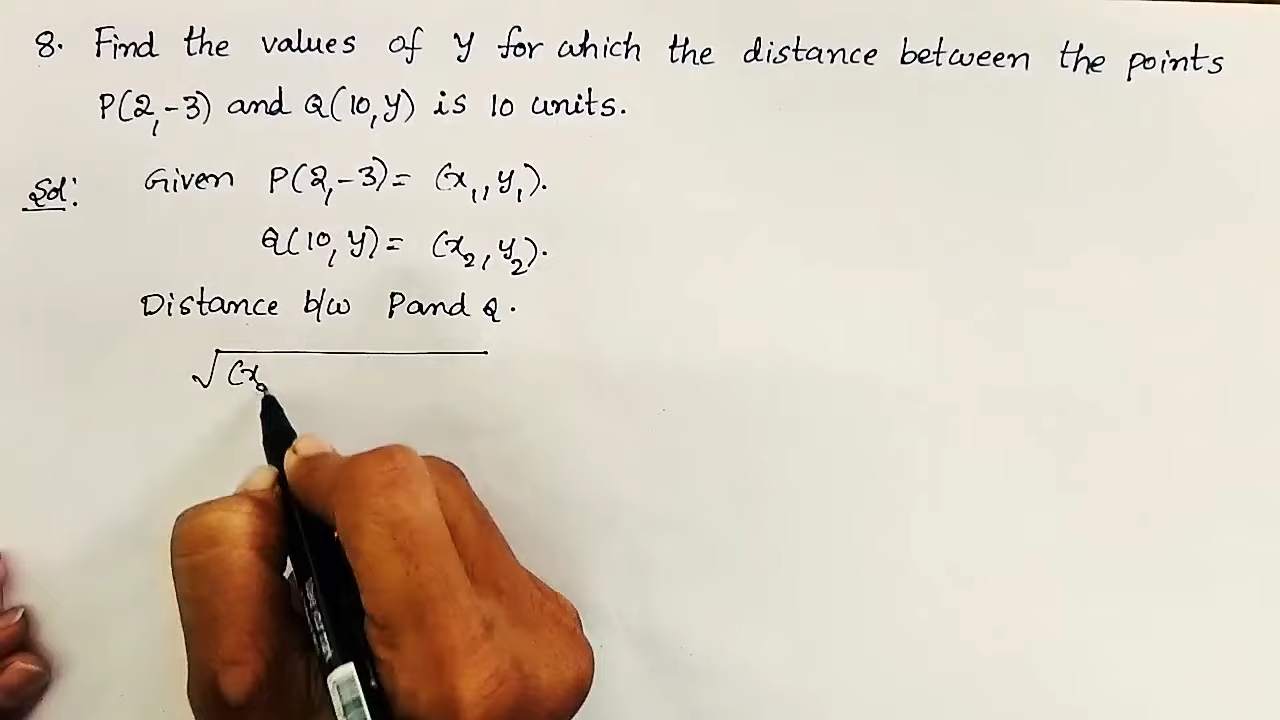 8. Find the values of y for which the distance between the points
P(2,-3) and Q(10,y) is 10 units.
Sol: Given P(2,-3) = (x₁, y₁).
Q(10, y) = (x₂, y₂).
Distance b/w P and Q.
√(x